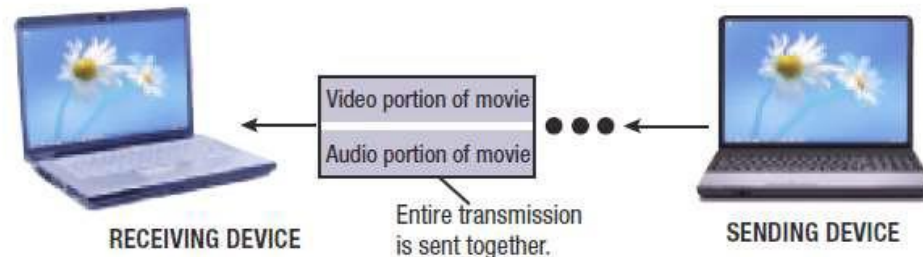 Video portion of movie
Audio portion of movie
Entire transmission
is sent together.
RECEIVING DEVICE
SENDING DEVICE